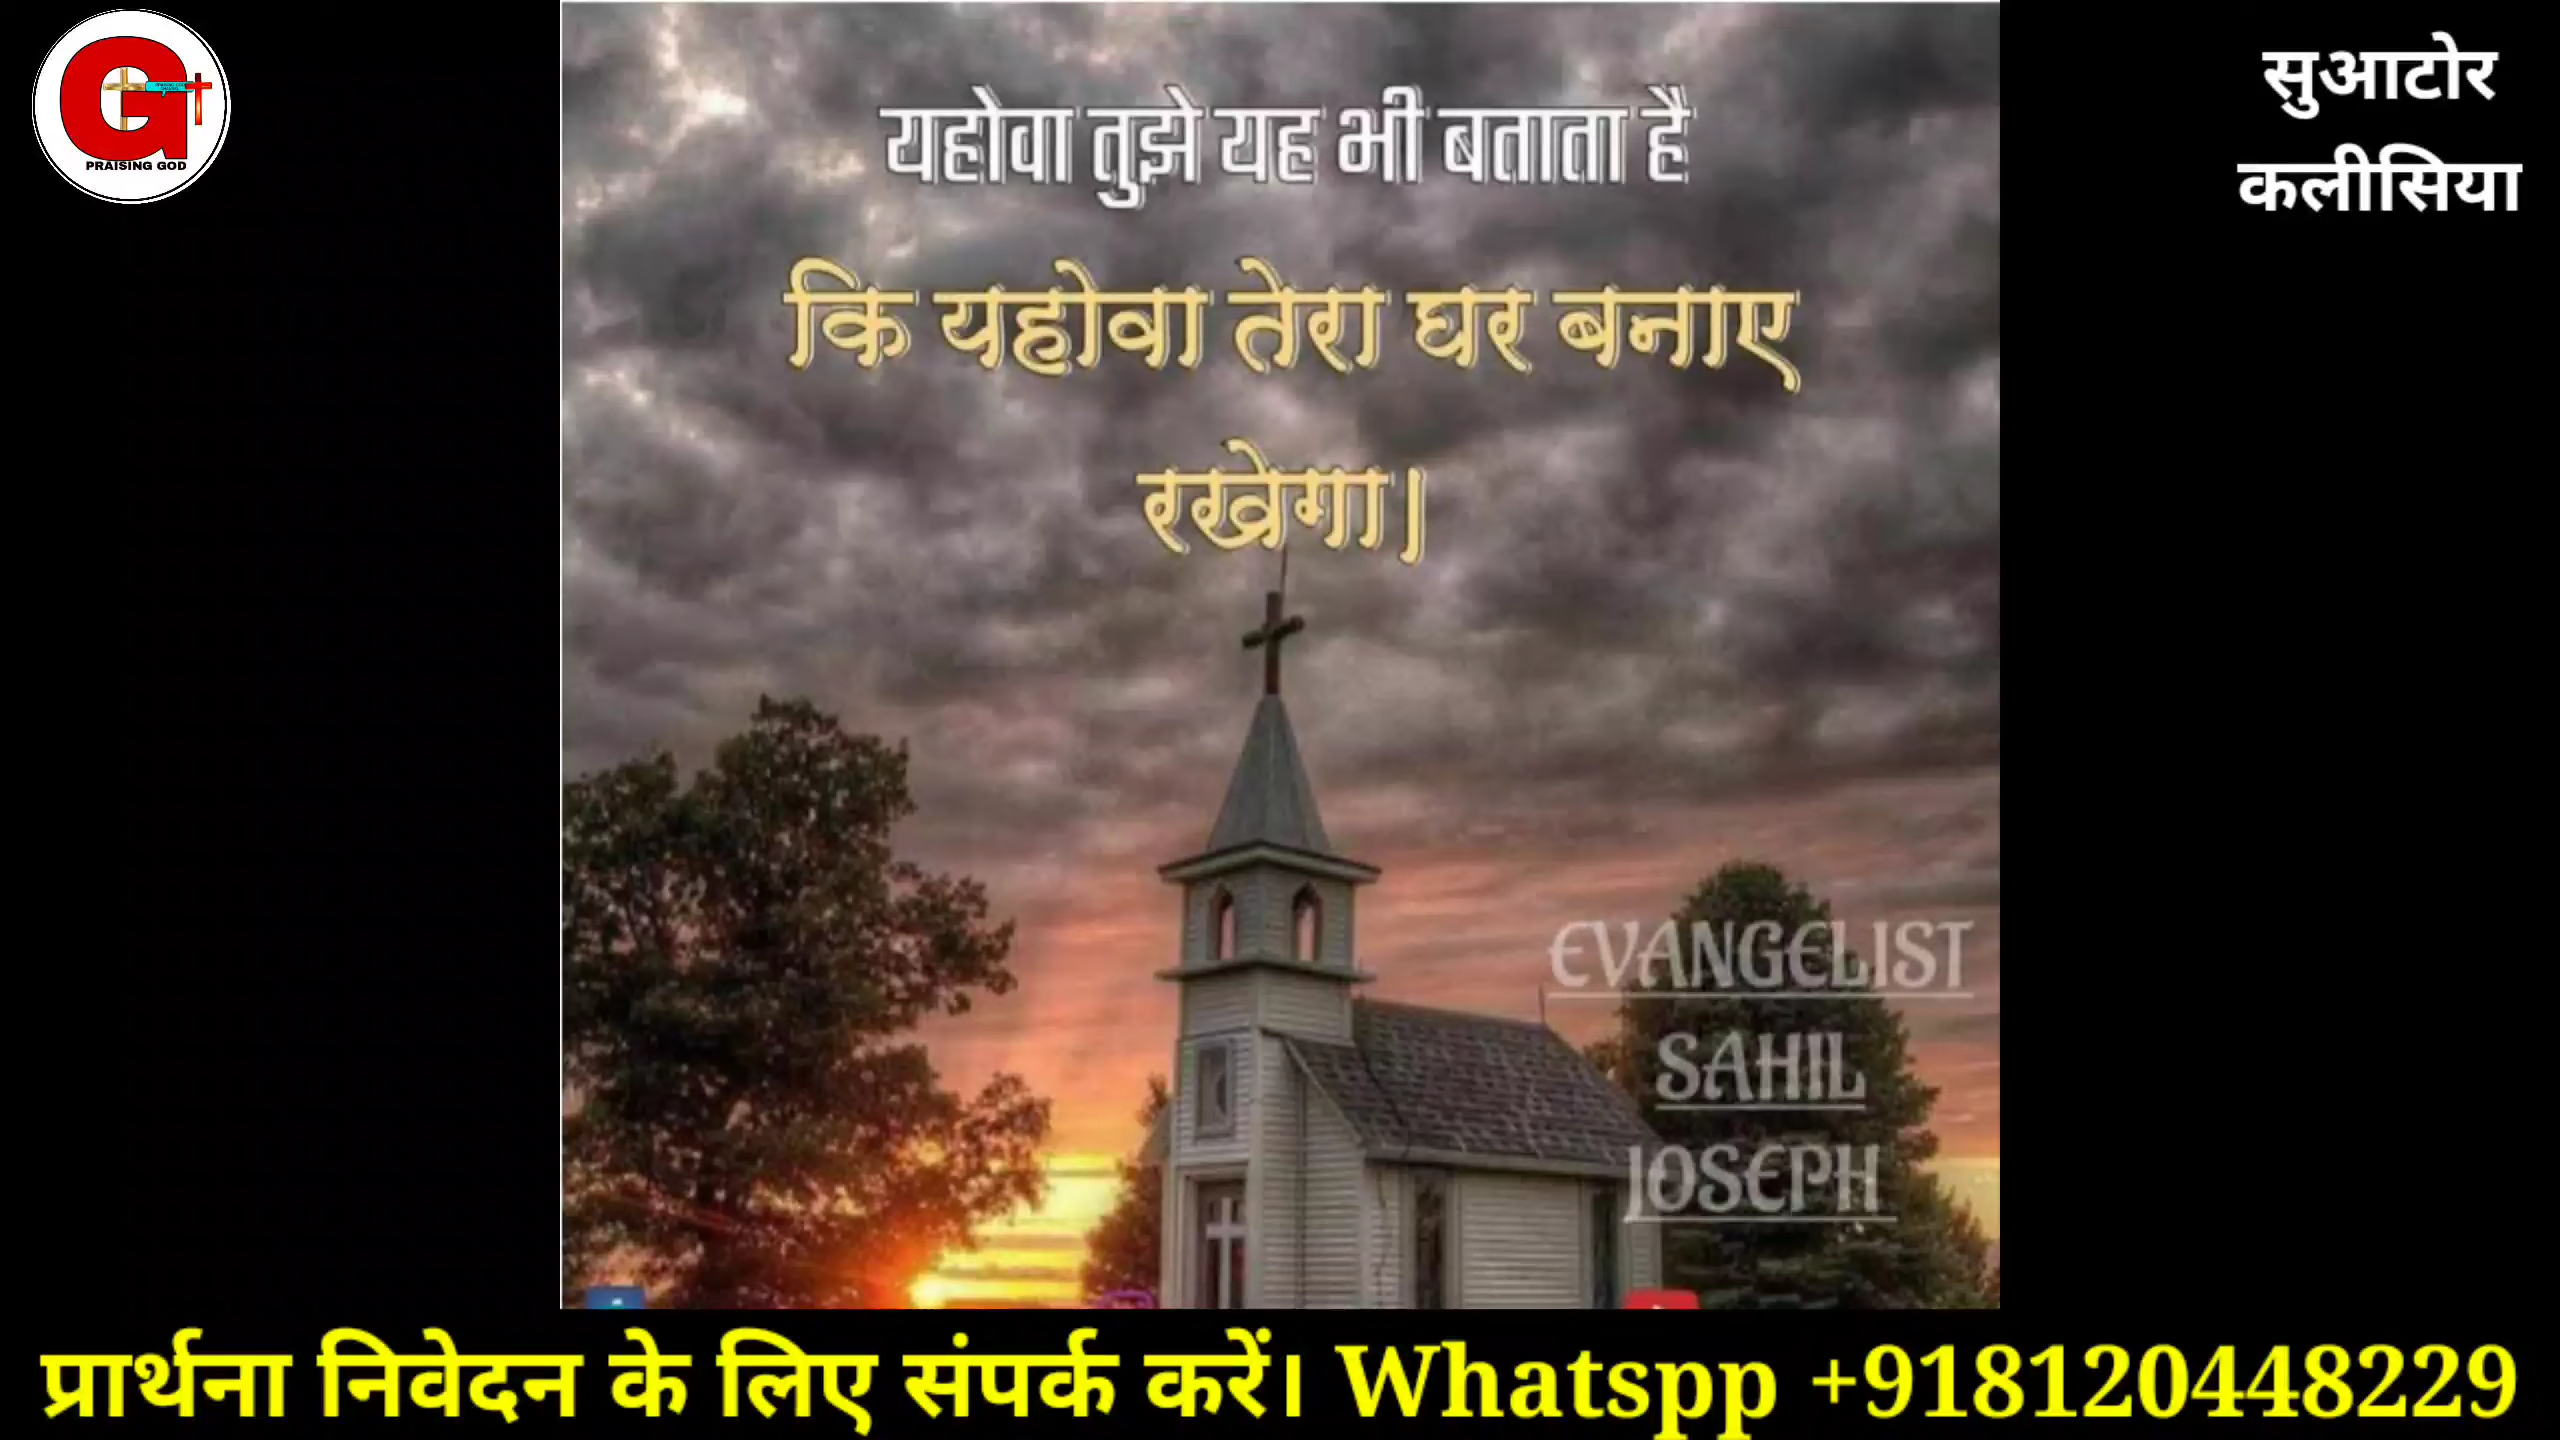 PRAISING GOD
सुआटोर
कलीसिया
यहोवा तुझे यह भी बताता है
कि यहोवा तेरा घर बनाए
रखेगा।
EVANGELIST
SAHIL
JOSEPH
प्रार्थना निवेदन के लिए संपर्क करें। Whatspp +918120448229